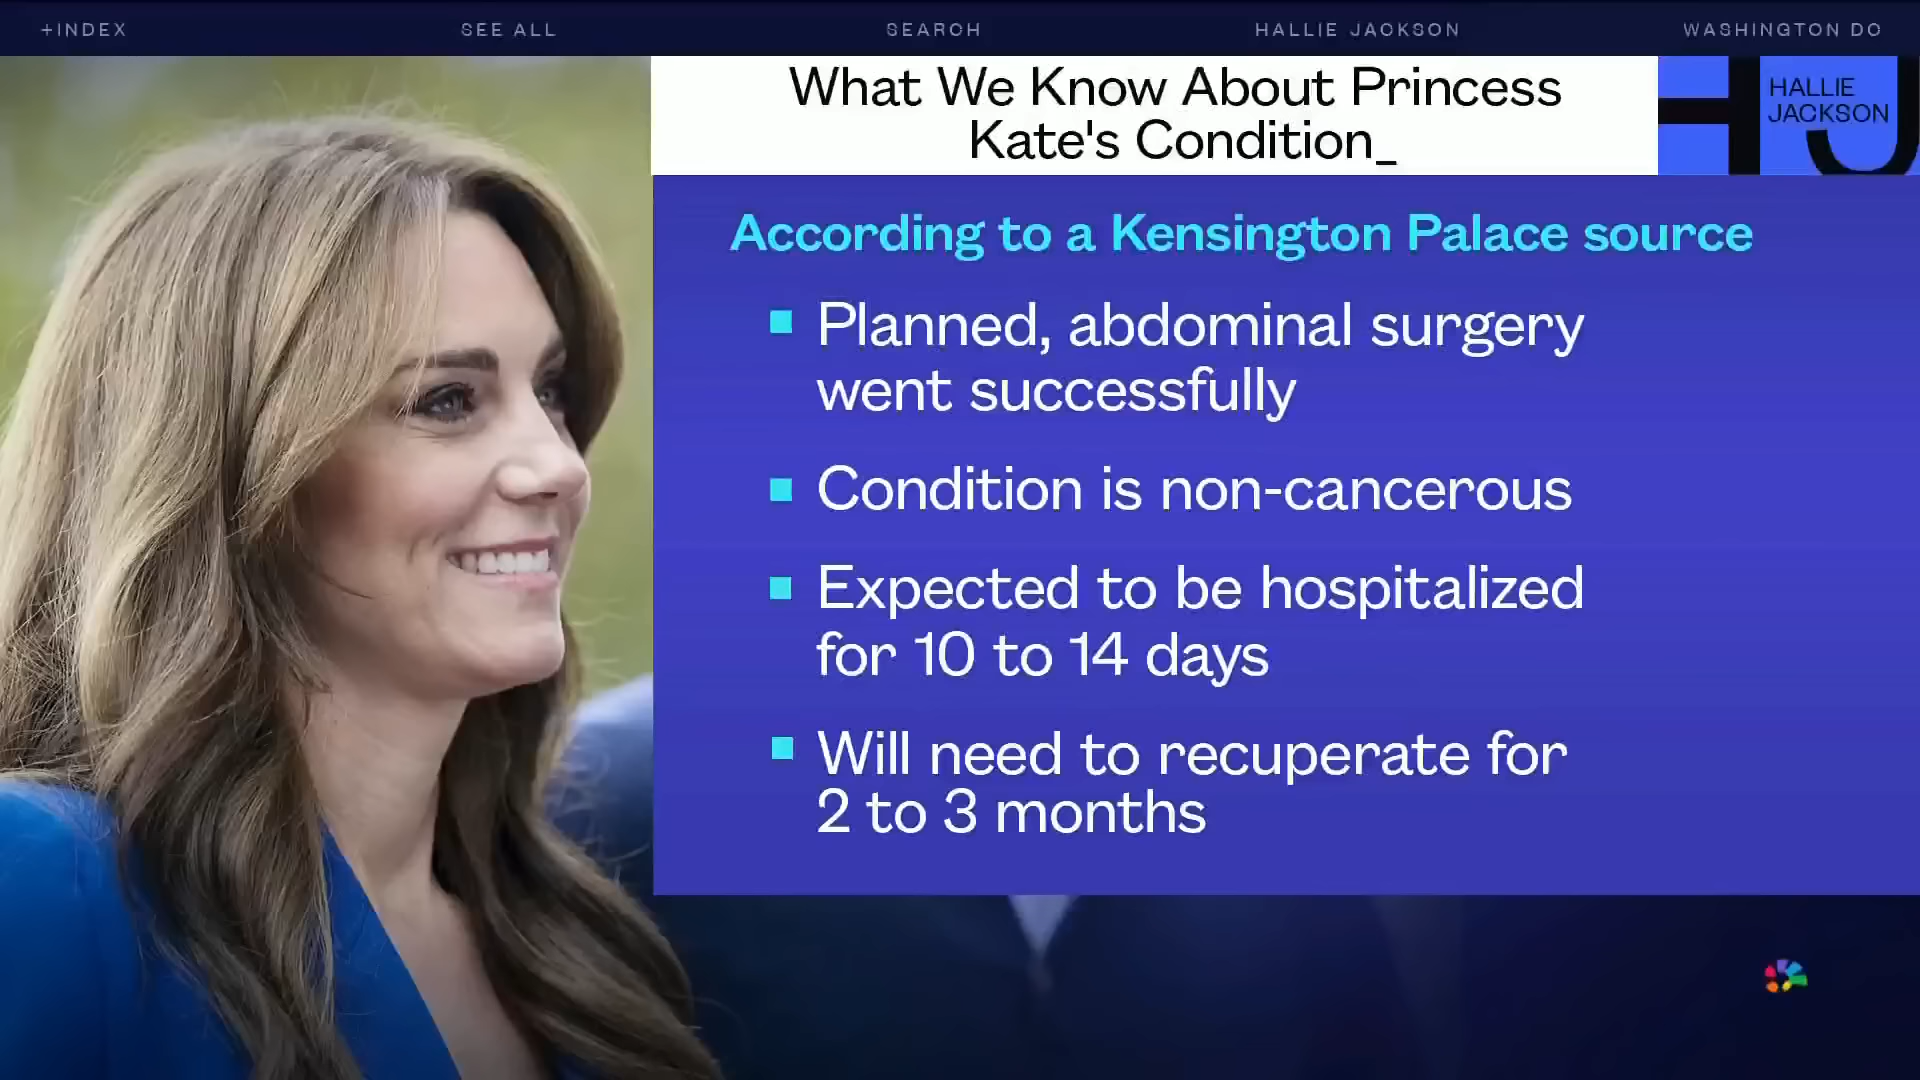 +INDEX
SEE ALL
SEARCH
HALLIE JACKSON
WASHINGTON DC
What We Know About Princess
Kate's Condition_
HALLIE
JACKSON
According to a Kensington Palace source
Planned, abdominal surgery
went successfully
Condition is non-cancerous
Expected to be hospitalized
for 10 to 14 days
Will need to recuperate for
2 to 3 months